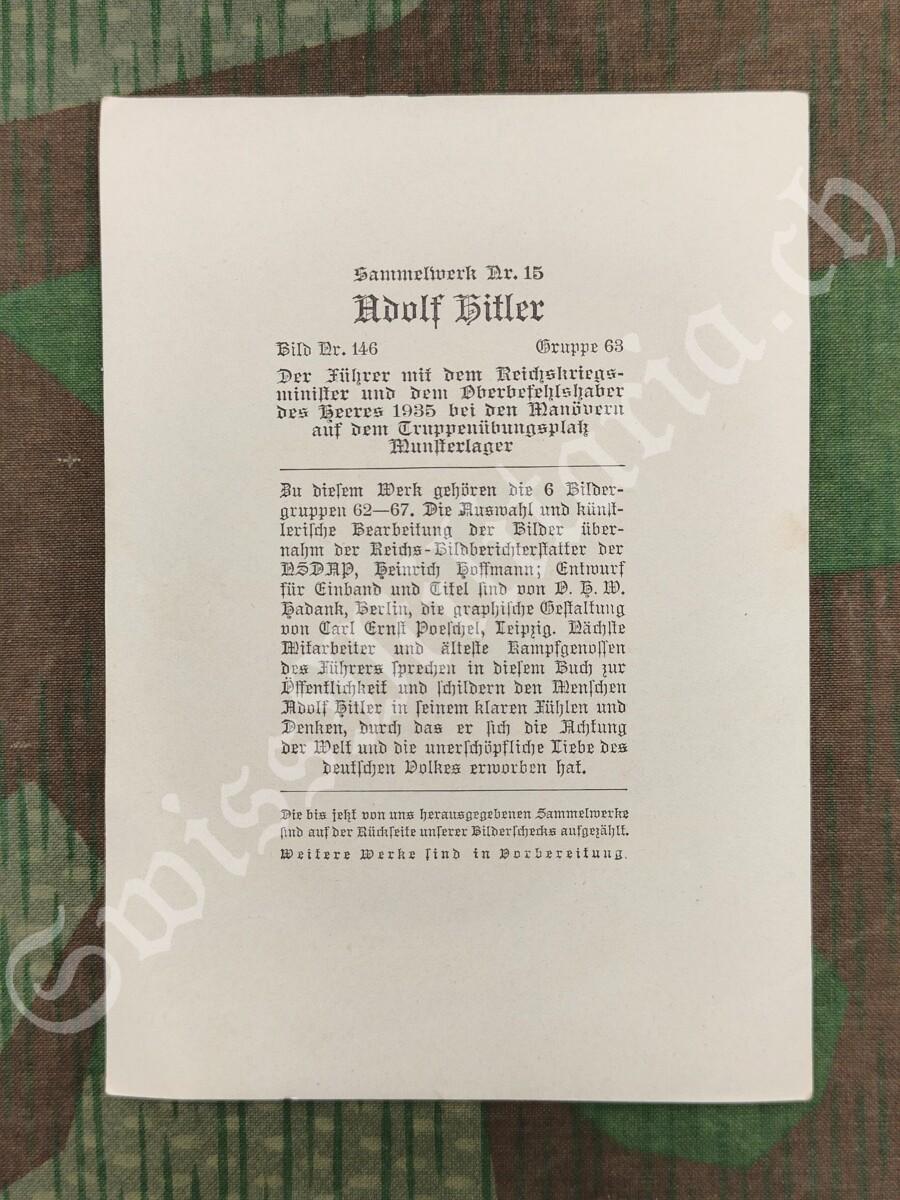 Sammelwerk Nr. 15
Adolf Hitler
Bild Nr. 146 Gruppe 63
Der Führer mit dem Reichskriegs-
minister und dem Oberbefehlshaber
des Heeres 1935 bei den Manövern
auf dem Truppenübungsplatz
Munsterlager
Zu diesem Werk gehören die 6 Bilder-
gruppen 62—67. Die Auswahl und künst-
lerische Bearbeitung der Bilder über-
nahm der Reichs-Bildberichterstatter der
NSDAP, Heinrich Hoffmann; Entwurf
für Einband und Titel sind von O. H. W.
Hadank, Berlin, die graphische Gestaltung
von Carl Ernst Poeschel, Leipzig. Nächste
Mitarbeiter und älteste Kampfgenossen
des Führers sprechen in diesem Buch zur
Öffentlichkeit und schildern den Menschen
Adolf Hitler in seinem klaren Fühlen und
Denken, durch das er sich die Achtung
der Welt und die unerschöpfliche Liebe des
deutschen Volkes erworben hat.
Die bis jetzt von uns herausgegebenen Sammelwerke
sind auf der Rückseite unserer Bilderschecks aufgezählt.
Weitere Werke sind in Vorbereitung.